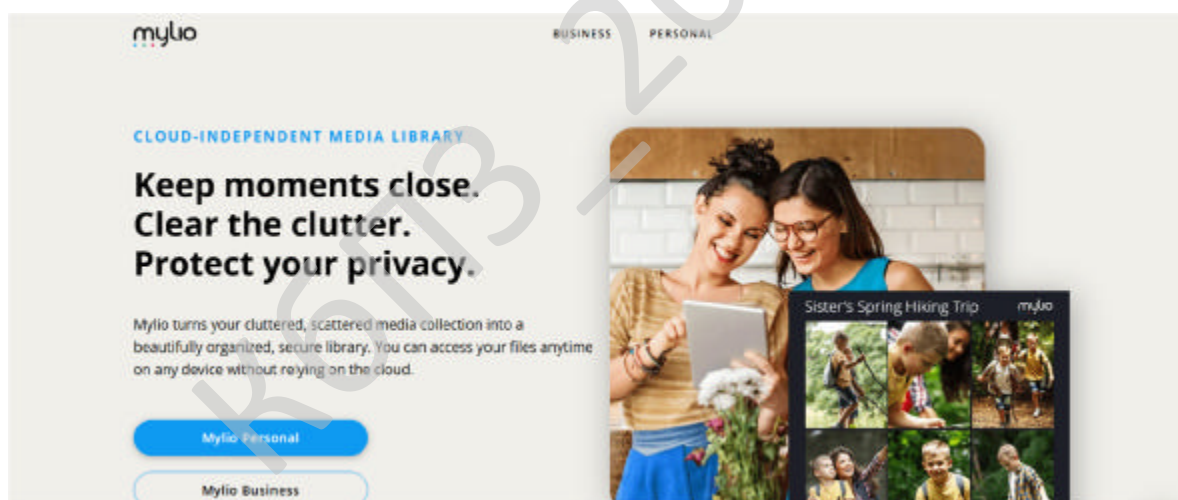 mylio
BUSINESS PERSONAL
CLOUD-INDEPENDENT MEDIA LIBRARY
Keep moments close.
Clear the clutter.
Protect your privacy.
Mylio turns your cluttered, scattered media collection into a
beautifully organized, secure library. You can access your files anytime
on any device without relying on the cloud.
Mylio Personal
Mylio Business
Sister's Spring Hiking Trip mylio